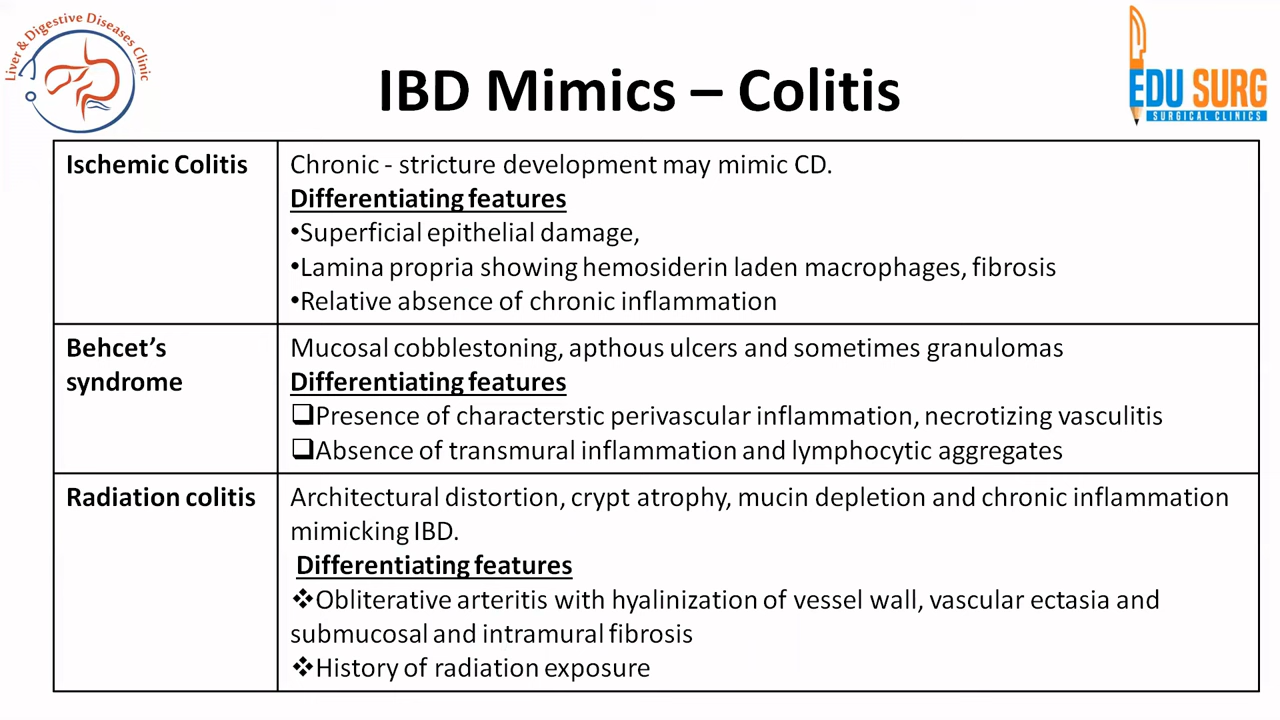 Liver & Digestive Diseases Clinic
EDU SURG
SURGICAL CLINICS
IBD Mimics – Colitis
Ischemic Colitis
Chronic - stricture development may mimic CD.
Differentiating features
•Superficial epithelial damage,
•Lamina propria showing hemosiderin laden macrophages, fibrosis
•Relative absence of chronic inflammation
Behcet’s
syndrome
Mucosal cobblestoning, apthous ulcers and sometimes granulomas
Differentiating features
❑Presence of characterstic perivascular inflammation, necrotizing vasculitis
❑Absence of transmural inflammation and lymphocytic aggregates
Radiation colitis
Architectural distortion, crypt atrophy, mucin depletion and chronic inflammation
mimicking IBD.
Differentiating features
❖Obliterative arteritis with hyalinization of vessel wall, vascular ectasia and
submucosal and intramural fibrosis
❖History of radiation exposure